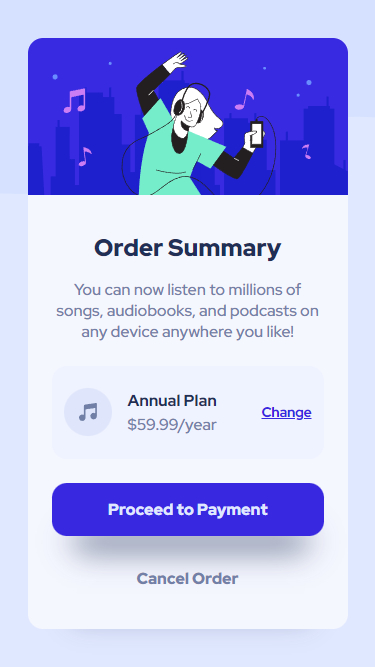 Order Summary
You can now listen to millions of
songs, audiobooks, and podcasts on
any device anywhere you like!
Annual Plan
$59.99/year
Change
Proceed to Payment
Cancel Order